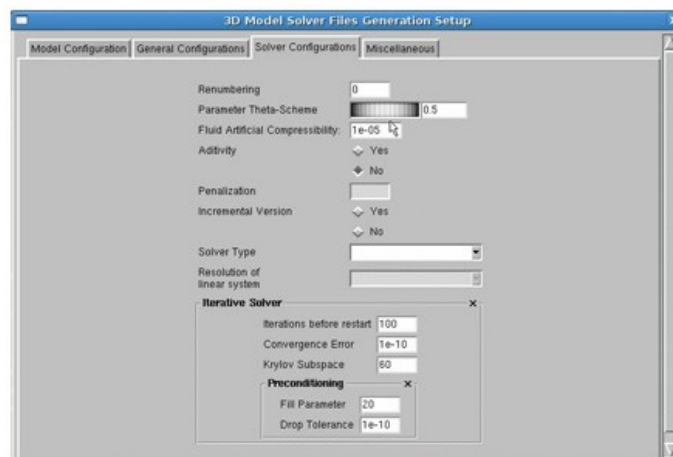 3D Model Solver Files Generation Setup
Model Configuration General Configurations Solver Configurations Miscellaneous
Renumbering 0
Parameter Theta-Scheme 0.5
Fluid Artificial Compressibility: 1e-05
Aditivity Yes
No
Penalization
Incremental Version Yes
No
Solver Type
Resolution of
linear system
Iterative Solver x
Iterations before restart 100
Convergence Error 1e-10
Krylov Subspace 60
Preconditioning x
Fill Parameter 20
Drop Tolerance 1e-10